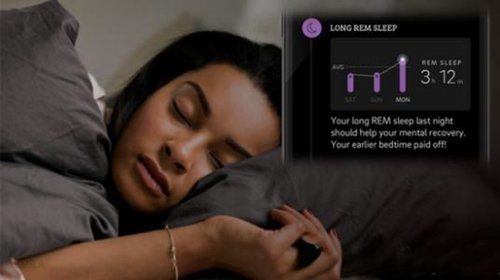 LONG REM SLEEP
AVG
REM SLEEP
3h 12m
SAT SUN MON
Your long REM sleep last night
should help your mental recovery.
Your earlier bedtime paid off!